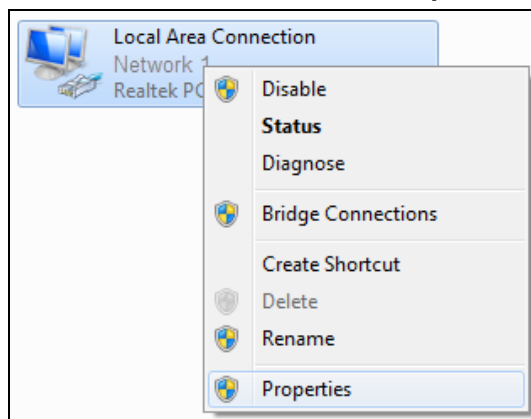 Local Area Connection
Network 1
Realtek PC
Disable
Status
Diagnose
Bridge Connections
Create Shortcut
Delete
Rename
Properties